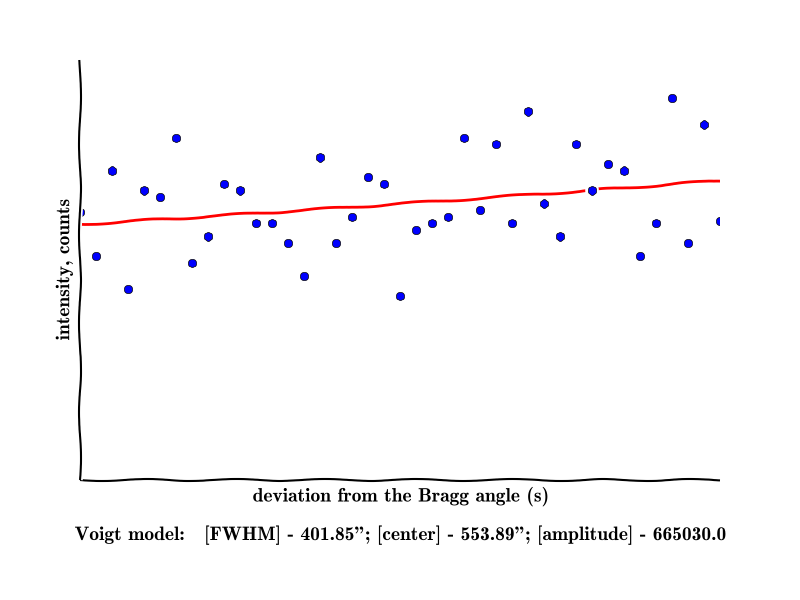 intensity, counts
deviation from the Bragg angle (s)
Voigt model: [FWHM] - 401.85”; [center] - 553.89”; [amplitude] - 665030.0